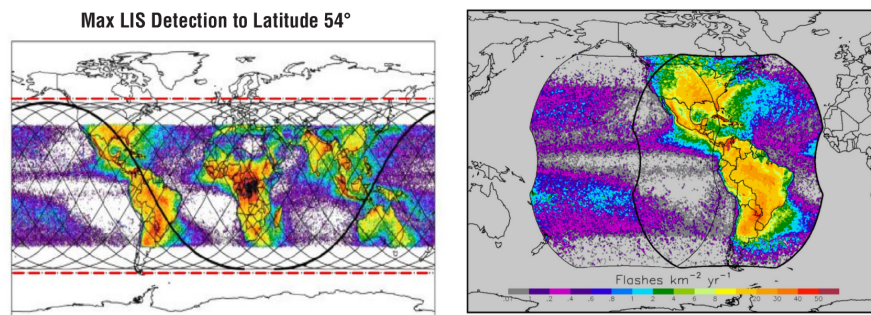 Max LIS Detection to Latitude 54°
Flashes km⁻² yr⁻¹
.01 .2 .4 .6 .8 1 2 4 6 8 20 30 40 50